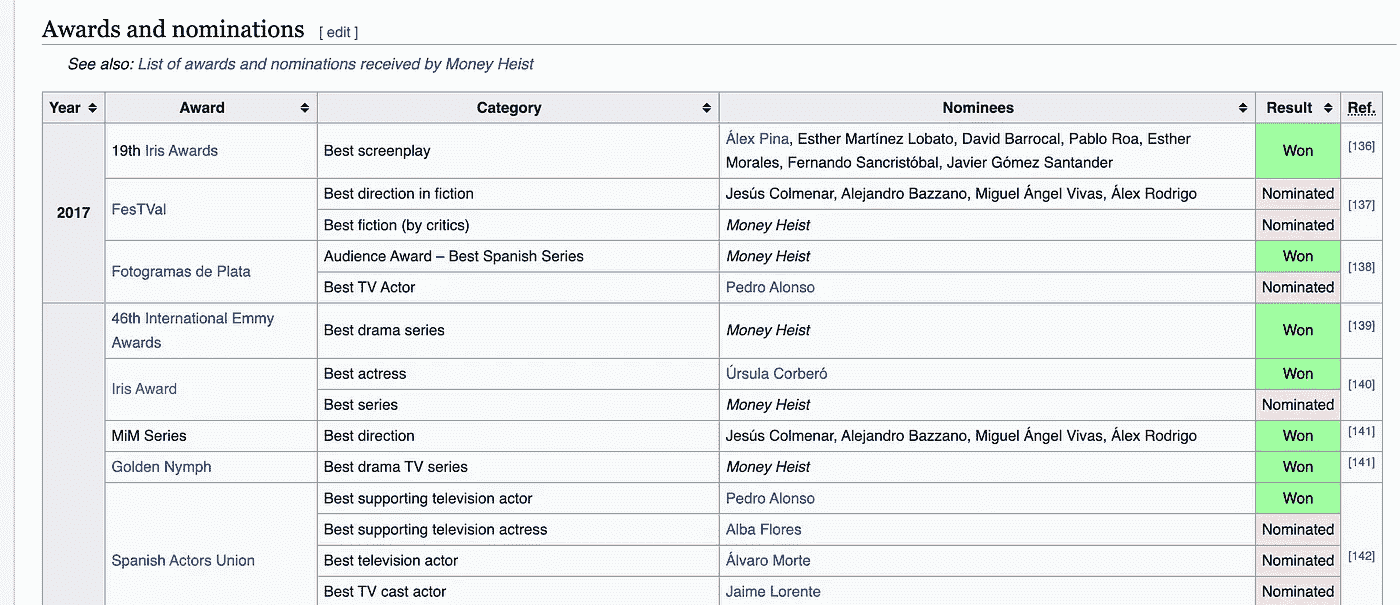 Awards and nominations [ edit ]
See also: List of awards and nominations received by Money Heist
Year Award Category Nominees Result Ref.
2017
19th Iris Awards Best screenplay Álex Pina, Esther Martínez Lobato, David Barrocal, Pablo Roa, Esther
Morales, Fernando Sancristóbal, Javier Gómez Santander Won [136]
FesTVal Best direction in fiction Jesús Colmenar, Alejandro Bazzano, Miguel Ángel Vivas, Álex Rodrigo Nominated [137]
Best fiction (by critics) Money Heist Nominated
Fotogramas de Plata Audience Award – Best Spanish Series Money Heist Won [138]
Best TV Actor Pedro Alonso Nominated
46th International Emmy
Awards Best drama series Money Heist Won [139]
Iris Award Best actress Úrsula Corberó Won [140]
Best series Money Heist Nominated
MiM Series Best direction Jesús Colmenar, Alejandro Bazzano, Miguel Ángel Vivas, Álex Rodrigo Won [141]
Golden Nymph Best drama TV series Money Heist Won [141]
Spanish Actors Union Best supporting television actor Pedro Alonso Won [142]
Best supporting television actress Alba Flores Nominated
Best television actor Álvaro Morte Nominated
Best TV cast actor Jaime Lorente Nominated